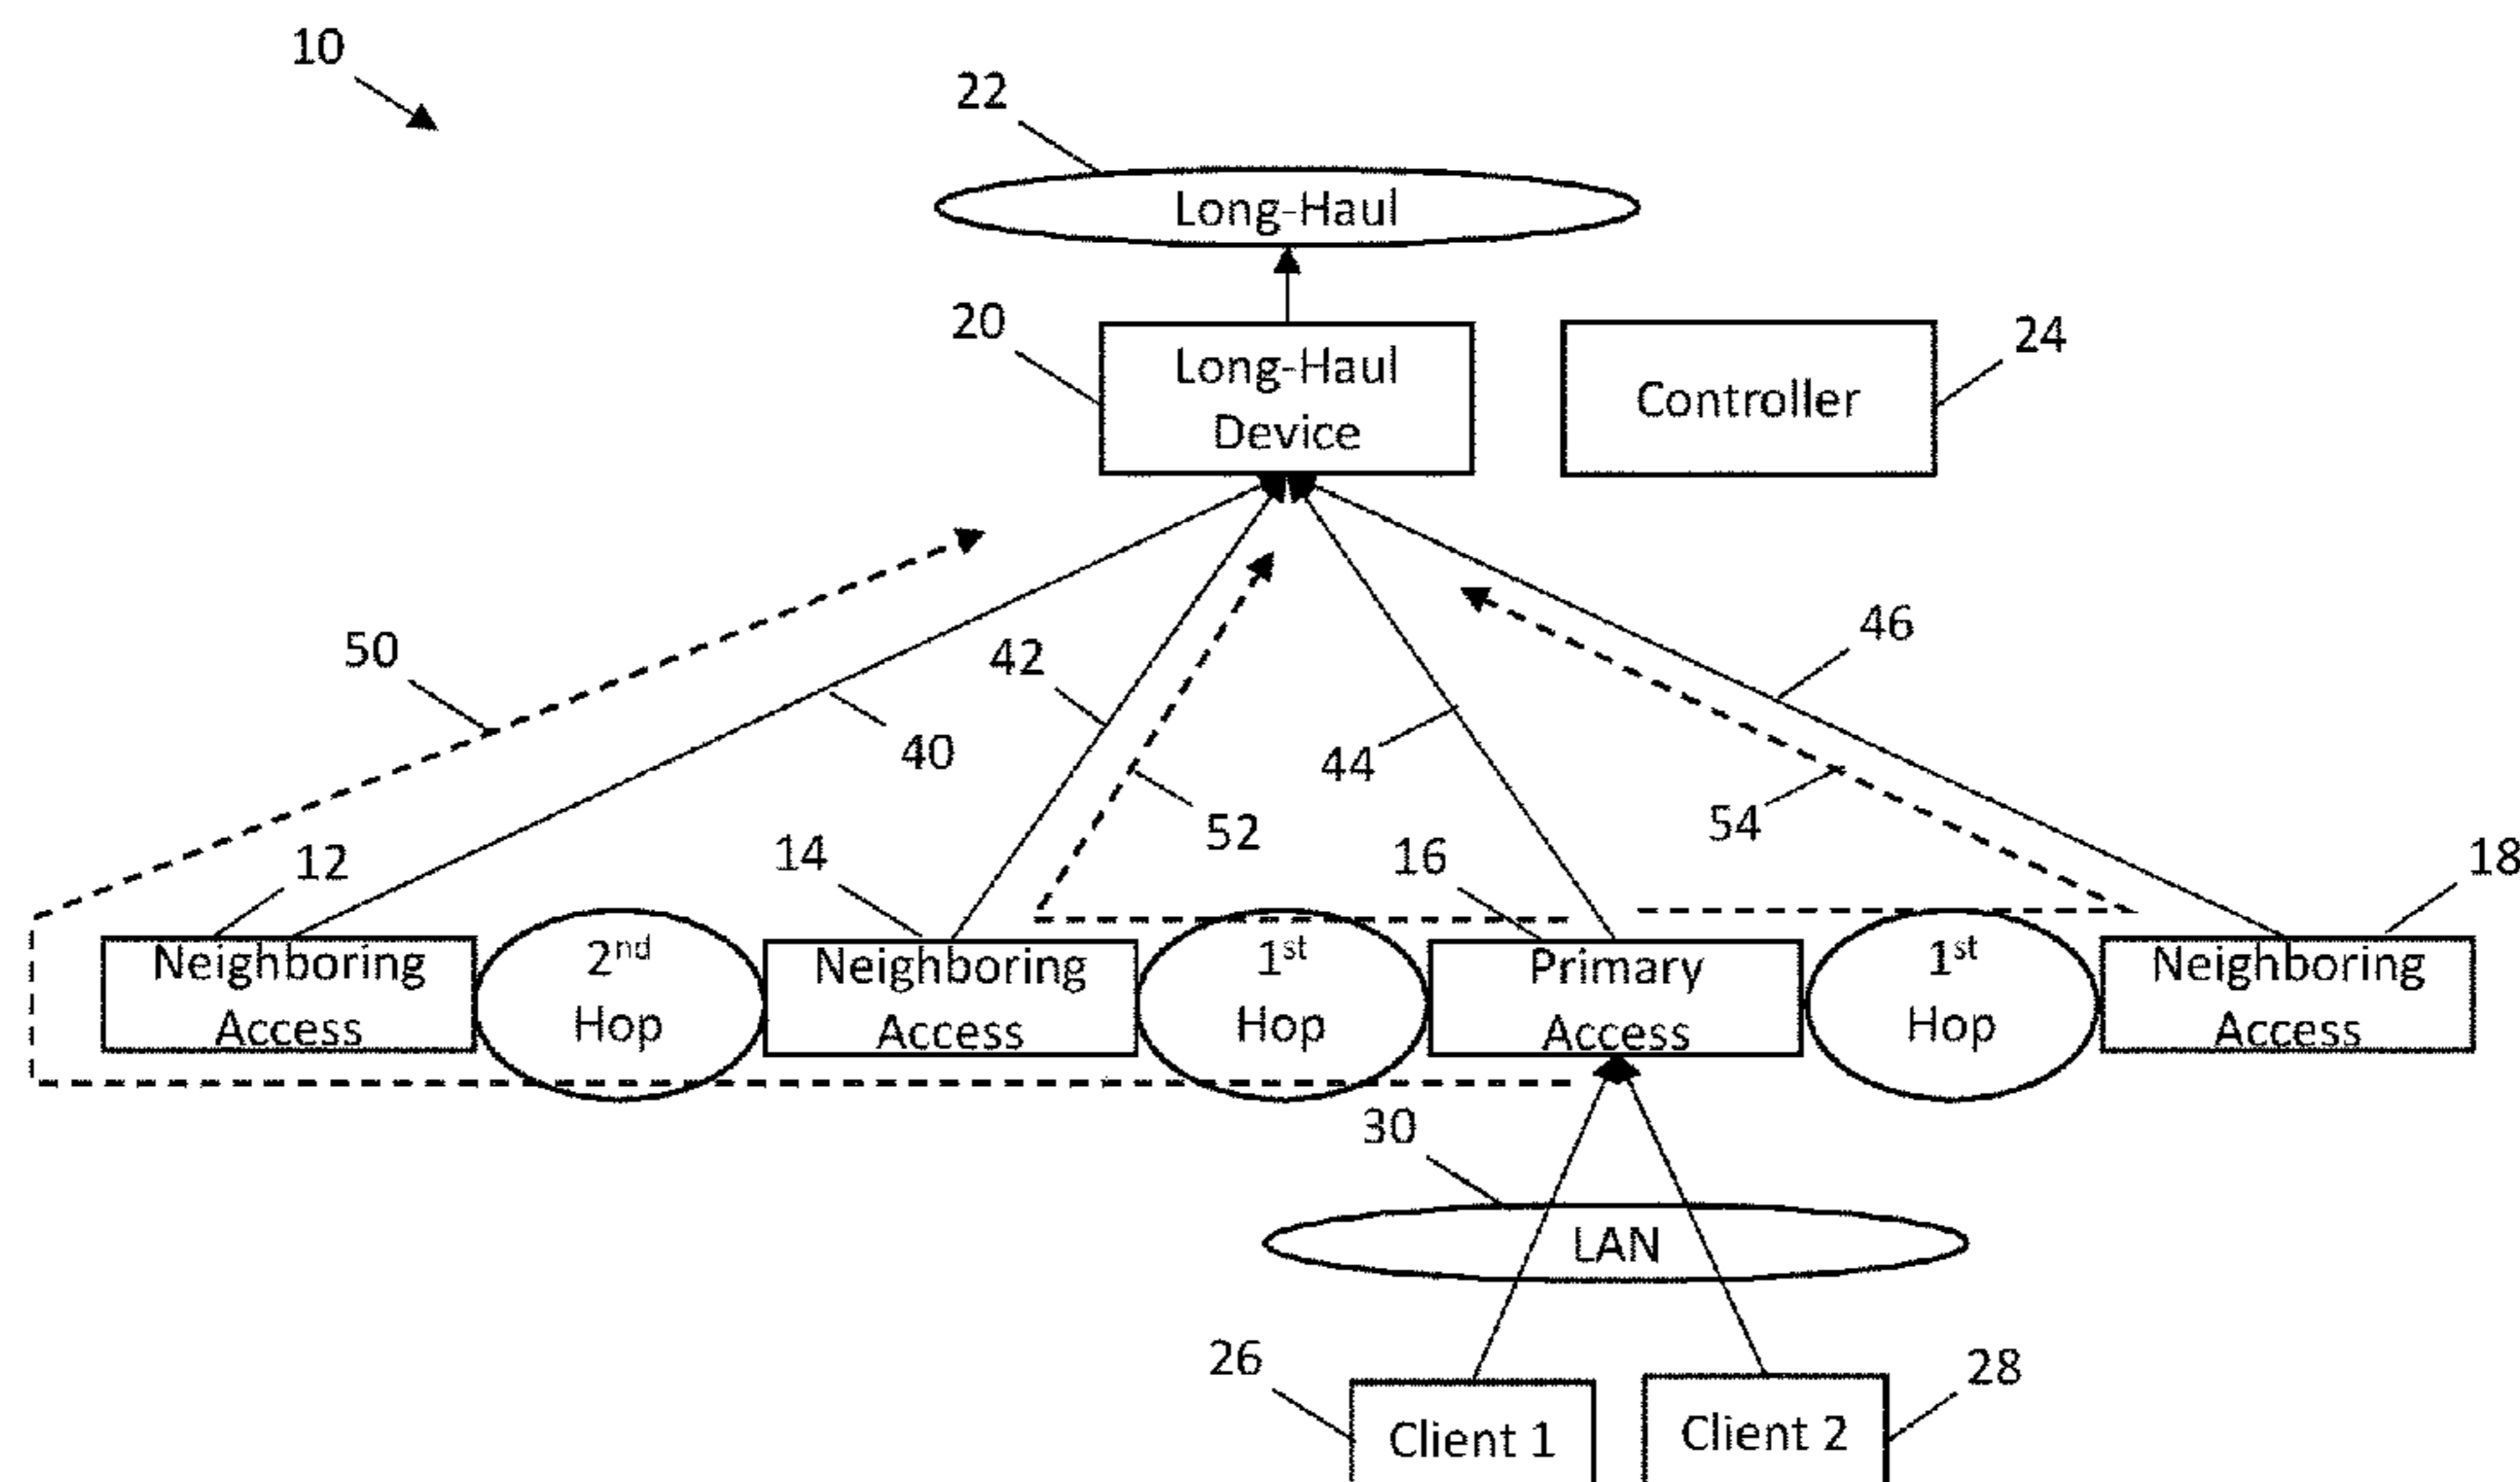 10
22
Long-Haul
20
Long-Haul
Device
Controller
24
50
42
40
44
46
52
54
12
14
16
18
Neighboring
Access
2nd
Hop
Neighboring
Access
1st
Hop
Primary
Access
1st
Hop
Neighboring
Access
30
LAN
26
Client 1
Client 2
28